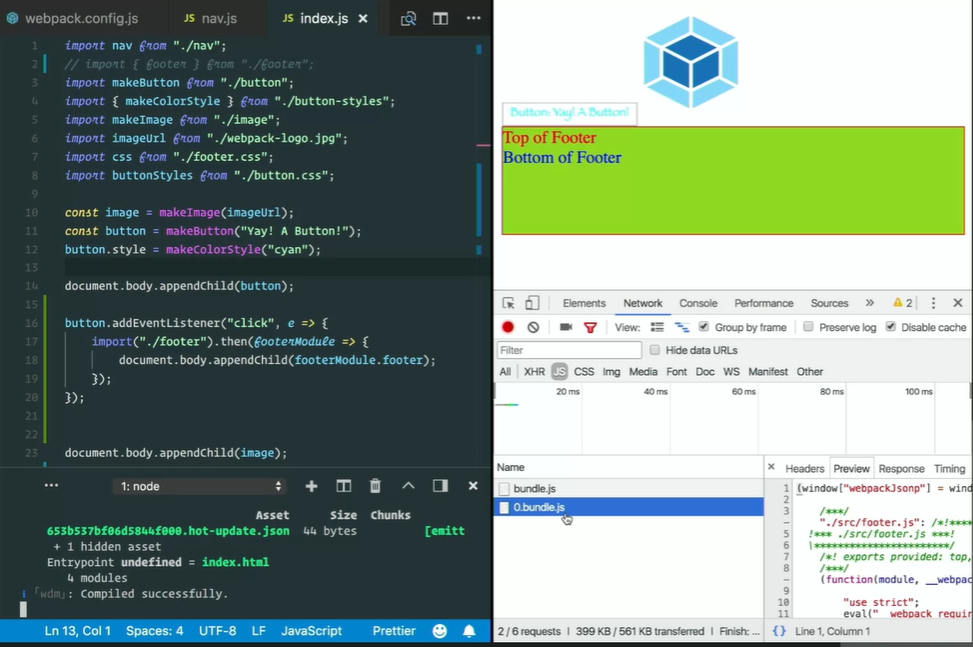 webpack.config.js
JS nav.js
JS index.js ×
1 import nav from "./nav";
2 // import { footer } from "./footer";
3 import makeButton from "./button";
4 import { makeColorStyle } from "./button-styles";
5 import makeImage from "./image";
6 import imageUrl from "./webpack-logo.jpg";
7 import css from "./footer.css";
8 import buttonStyles from "./button.css";
9
10 const image = makeImage(imageUrl);
11 const button = makeButton("Yay! A Button!");
12 button.style = makeColorStyle("cyan");
13
14 document.body.appendChild(button);
15
16 button.addEventListener("click", e => {
17 import("./footer").then(footerModule => {
18 document.body.appendChild(footerModule.footer);
19 });
20 });
21
22
23 document.body.appendChild(image);
1: node
Asset Size Chunks
653b537bf06d5844f000.hot-update.json 44 bytes [emitt
+ 1 hidden asset
Entrypoint undefined = index.html
4 modules
i 「wdm」: Compiled successfully.
Ln 13, Col 1 Spaces: 4 UTF-8 LF JavaScript Prettier
Button: Yay! A Button!
Top of Footer
Bottom of Footer
Elements Network Console Performance Sources » 2
View: Group by frame Preserve log Disable cache
Filter Hide data URLs
All XHR JS CSS Img Media Font Doc WS Manifest Other
20 ms 40 ms 60 ms 80 ms 100 ms
Name
bundle.js
0.bundle.js
× Headers Preview Response Timing
1 (window["webpackJsonp"] = wind
2
3 /***/
– "./src/footer.js": /*!****
5 !*** ./src/footer.js ***!
6 \**********************/
7 /*! exports provided: top,
8 /***/
– (function(module, __webpac
9
10 "use strict";
11 eval("__webpack_requir
2 / 6 requests | 399 KB / 561 KB transferred | Finish: ...
{} Line 1, Column 1